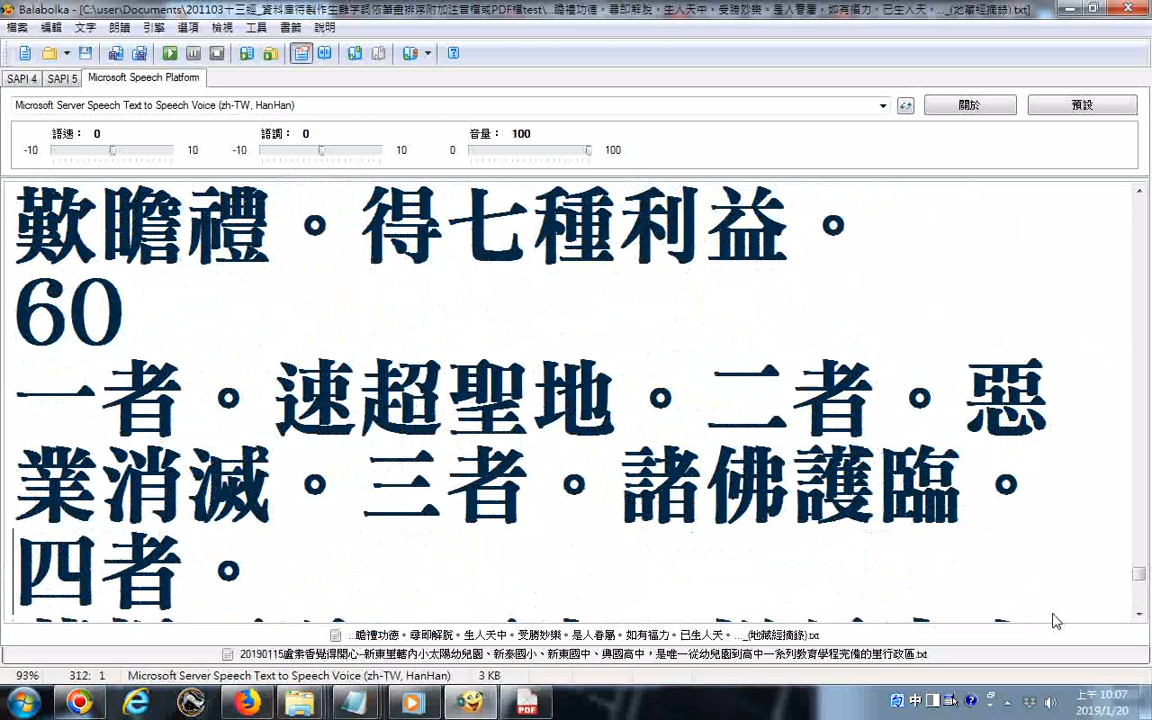 Balabolka - [C:\user\Documents\201103十三經_資料庫得製作生難字詞依筆畫排序附加注音檔或PDF檔test\...瞻禮功德。尋即解脫。生人天中。受勝妙樂。是人眷屬。如有福力。已生人天。..._(地藏經摘錄).txt]
檔案 編輯 文字 朗讀 引擎 選項 檢視 工具 書籤 說明
SAPI 4 SAPI 5 Microsoft Speech Platform
Microsoft Server Speech Text to Speech Voice (zh-TW, HanHan) 關於 預設
語速： 0 語調： 0 音量： 100
-10 10 -10 10 0 100
歎瞻禮。得七種利益。
60
一者。速超聖地。二者。惡
業消滅。三者。諸佛護臨。
四者。
...瞻禮功德。尋即解脫。生人天中。受勝妙樂。是人眷屬。如有福力。已生人天。..._(地藏經摘錄).txt
20190115盧素香覺得開心--新東里轄內小太陽幼兒園、新泰國小、新東國中、興國高中，是唯一從幼兒園到高中一系列教育學程完備的里行政區.txt
93% 312: 1 Microsoft Server Speech Text to Speech Voice (zh-TW, HanHan) 3 KB
中 上午 10:07
2019/1/20